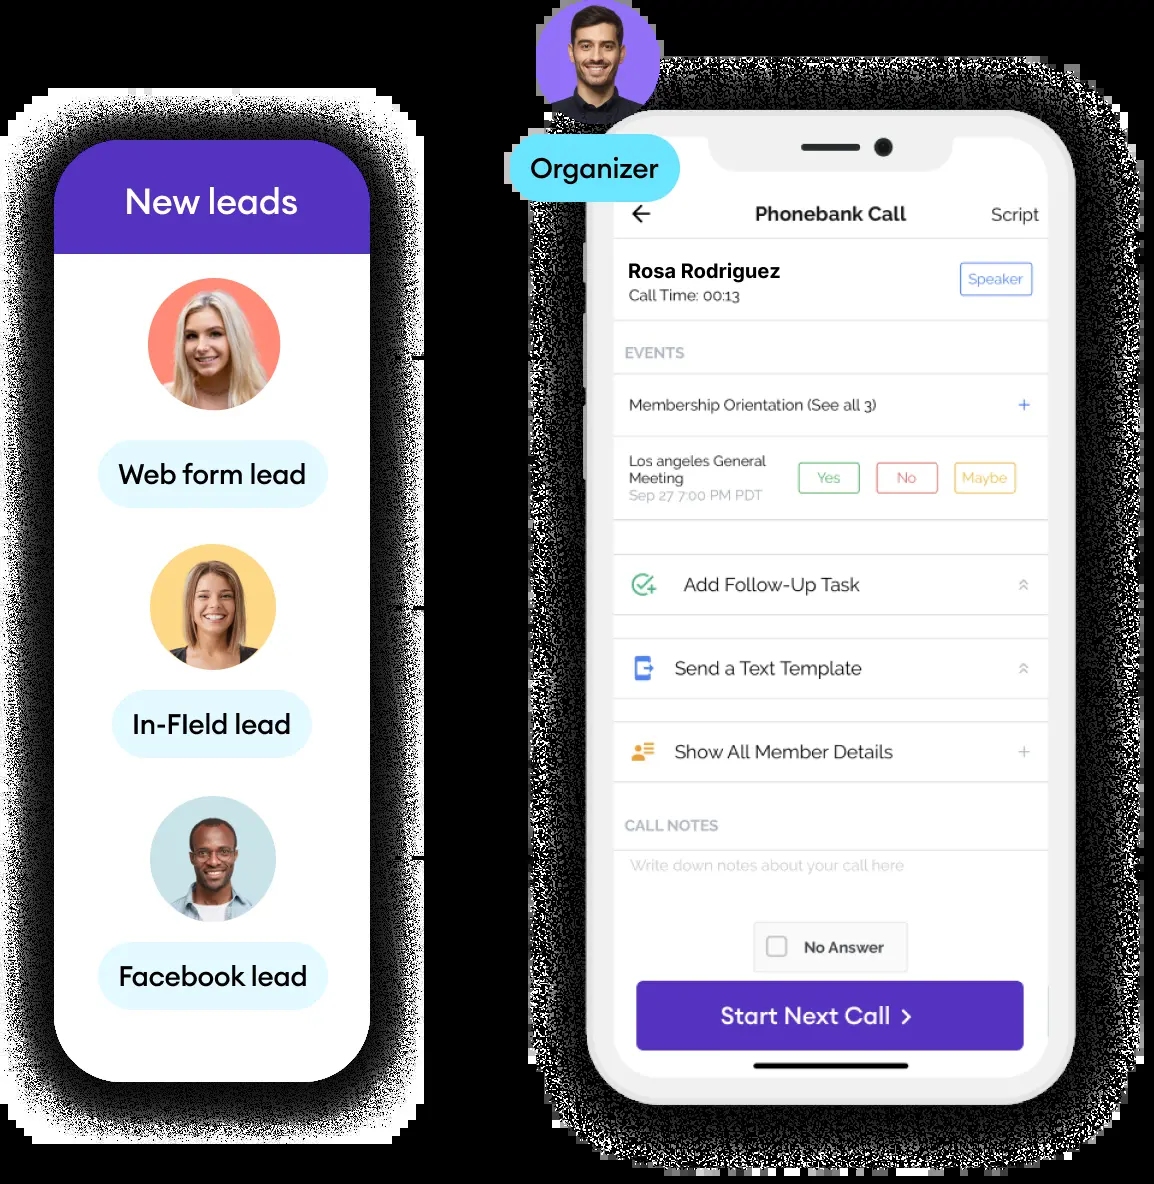 New leads
Web form lead
In-FIeld lead
Facebook lead
Organizer
Phonebank Call
Script
Rosa Rodriguez
Call Time: 00:13
Speaker
EVENTS
Membership Orientation (See all 3)
+
Los angeles General
Meeting
Sep 27 7:00 PM PDT
Yes
No
Maybe
Add Follow-Up Task
Send a Text Template
Show All Member Details
+
CALL NOTES
Write down notes about your call here
No Answer
Start Next Call >